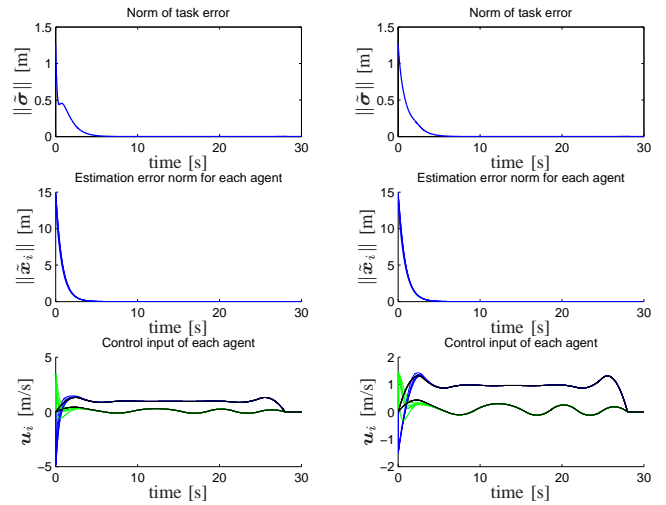 Norm of task error
||σ̃|| [m]
1.5
1
0.5
0
0 10 20 30
time [s]
Norm of task error
||σ̃|| [m]
1.5
1
0.5
0
0 10 20 30
time [s]
Estimation error norm for each agent
||x̃ᵢ|| [m]
15
10
5
0
0 10 20 30
time [s]
Estimation error norm for each agent
||x̃ᵢ|| [m]
15
10
5
0
0 10 20 30
time [s]
Control input of each agent
uᵢ [m/s]
5
0
−5
0 10 20 30
time [s]
Control input of each agent
uᵢ [m/s]
2
1
0
−1
−2
0 10 20 30
time [s]